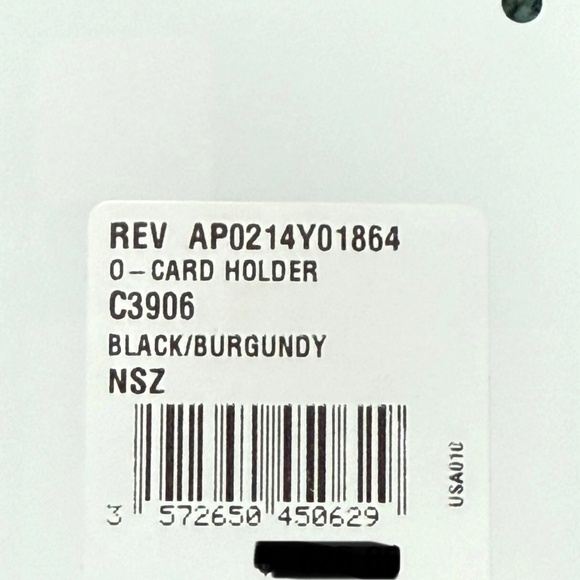 REV AP0214Y01864
O-CARD HOLDER
C3906
BLACK/BURGUNDY
NSZ
3 572650 450629
USA010